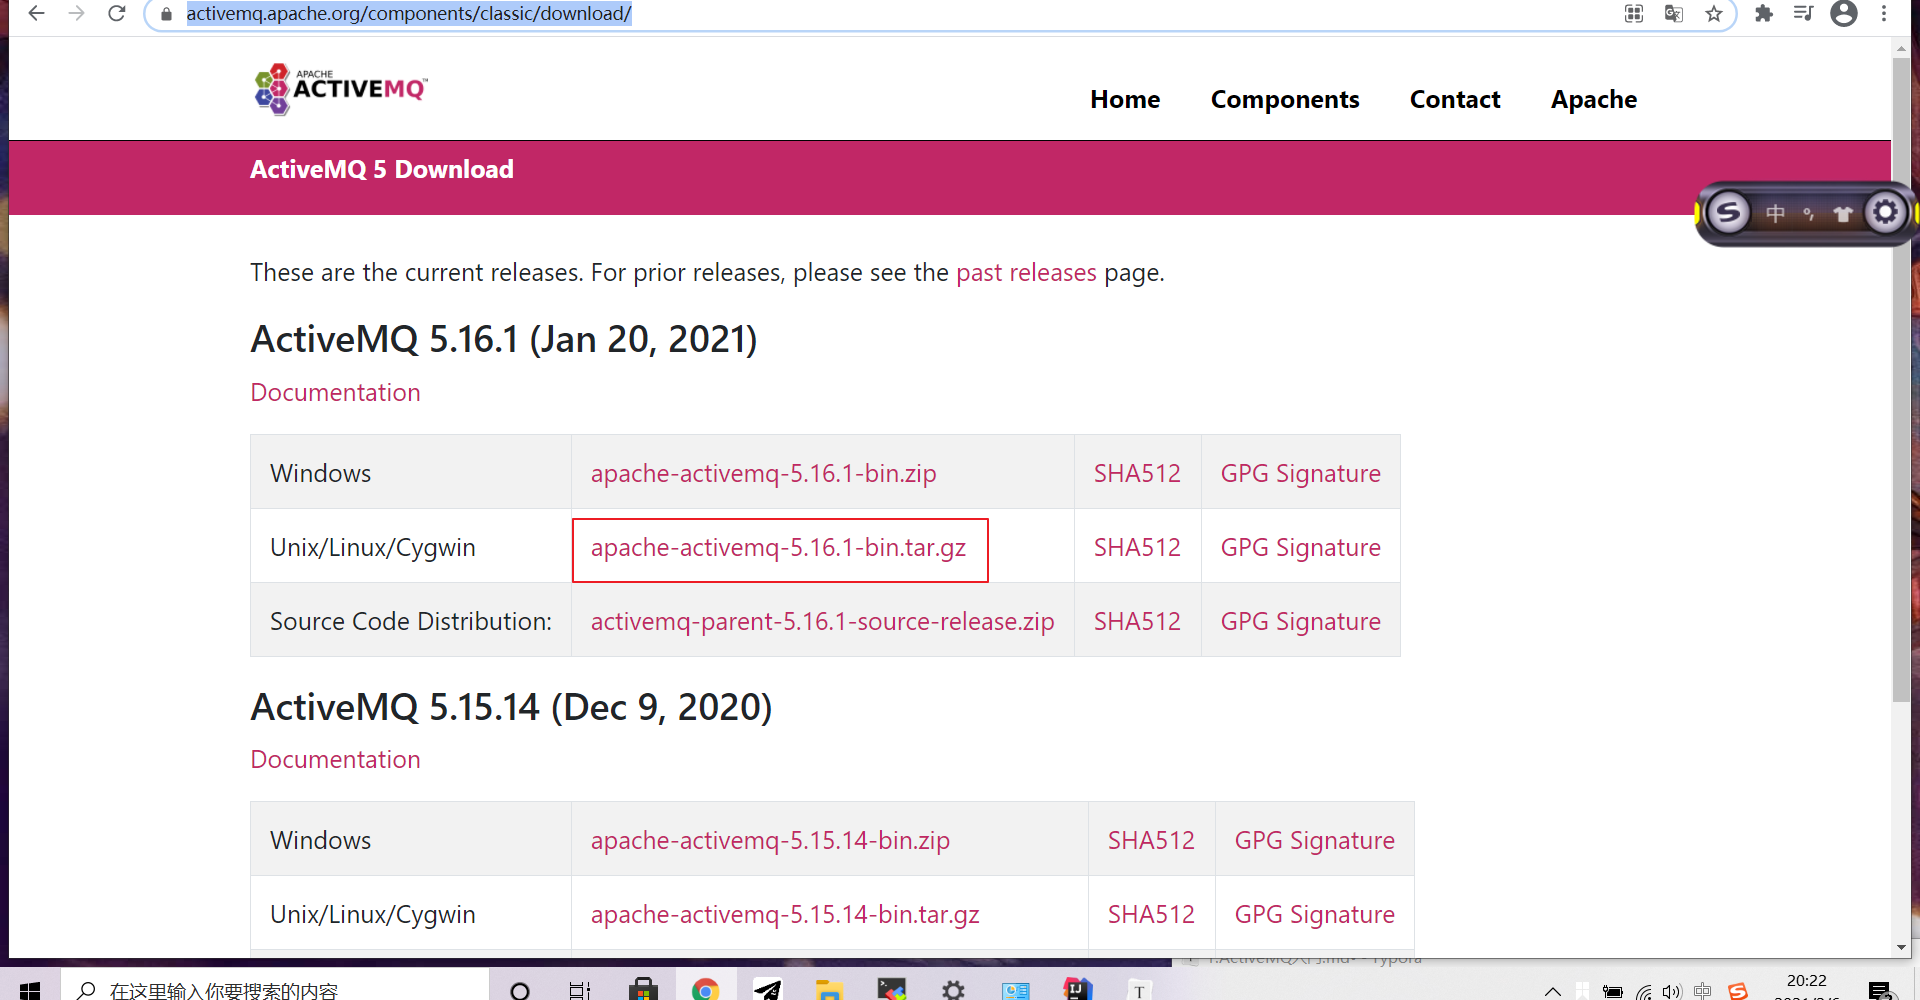 activemq.apache.org/components/classic/download/
APACHE
ACTIVEMQ™
Home Components Contact Apache
ActiveMQ 5 Download
中
These are the current releases. For prior releases, please see the past releases page.
ActiveMQ 5.16.1 (Jan 20, 2021)
Documentation
Windows apache-activemq-5.16.1-bin.zip SHA512 GPG Signature
Unix/Linux/Cygwin apache-activemq-5.16.1-bin.tar.gz SHA512 GPG Signature
Source Code Distribution: activemq-parent-5.16.1-source-release.zip SHA512 GPG Signature
ActiveMQ 5.15.14 (Dec 9, 2020)
Documentation
Windows apache-activemq-5.15.14-bin.zip SHA512 GPG Signature
Unix/Linux/Cygwin apache-activemq-5.15.14-bin.tar.gz SHA512 GPG Signature
在这里输入你要搜索的内容
中
20:22